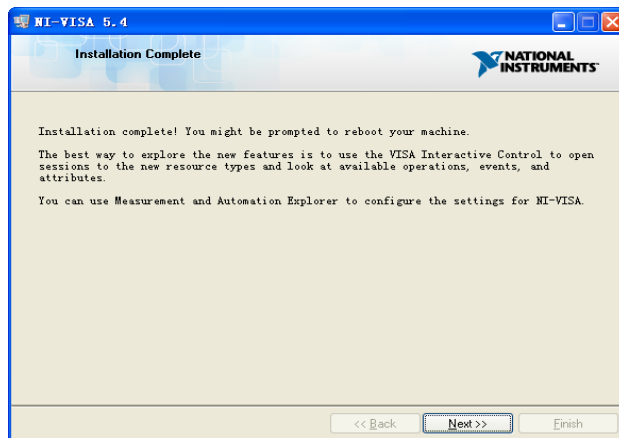 NI-VISA 5.4
Installation Complete
NATIONAL
INSTRUMENTS
Installation complete! You might be prompted to reboot your machine.
The best way to explore the new features is to use the VISA Interactive Control to open
sessions to the new resource types and look at available operations, events, and
attributes.
You can use Measurement and Automation Explorer to configure the settings for NI-VISA.
<< Back
Next >>
Finish